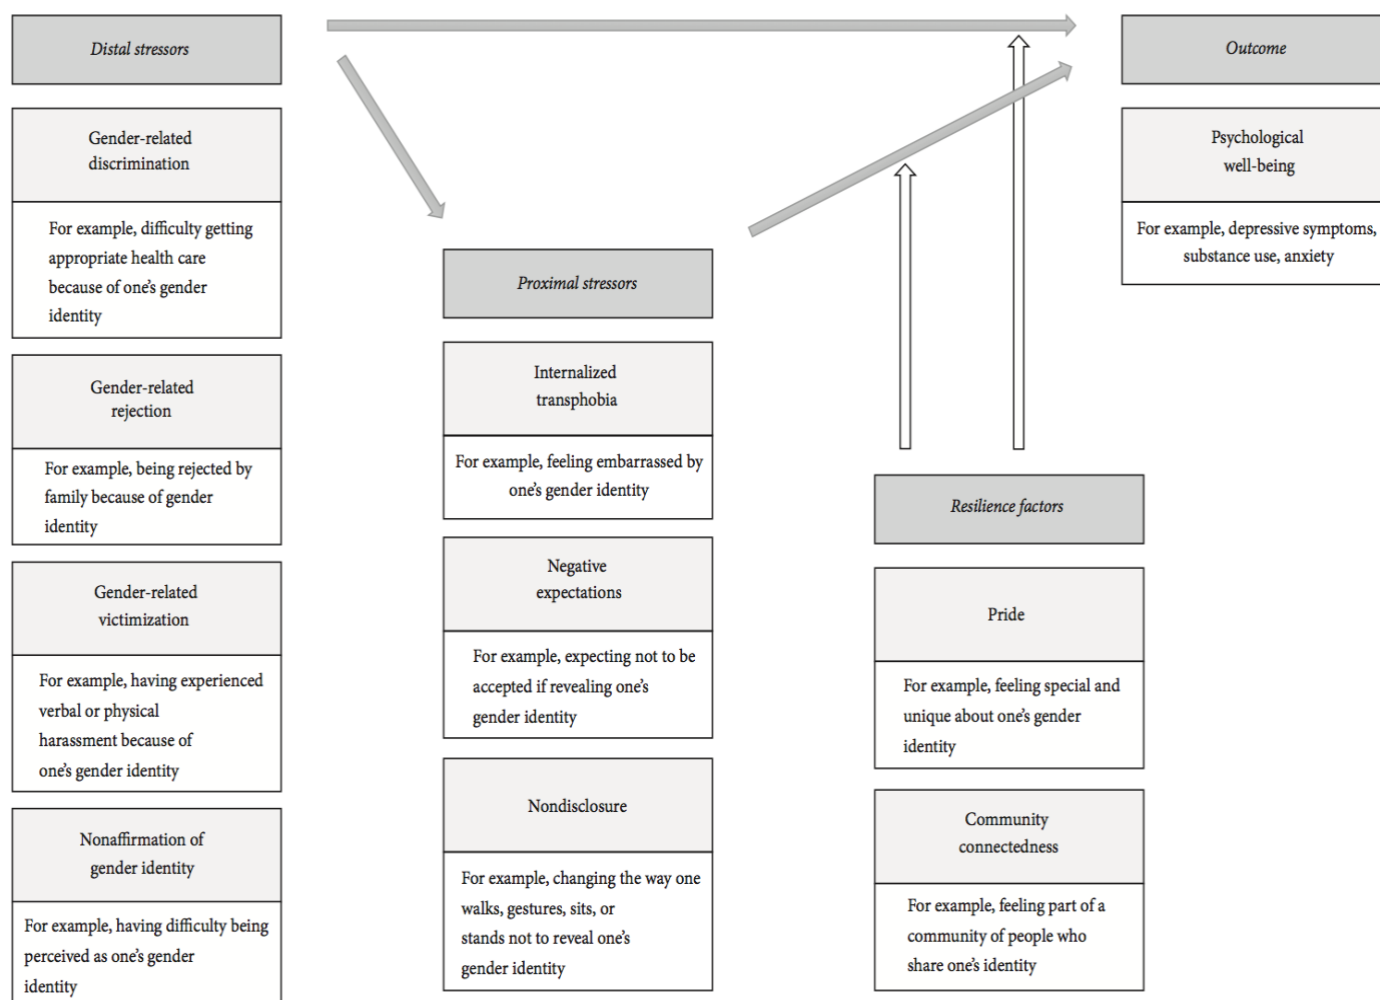 Distal stressors
Gender-related
discrimination
For example, difficulty getting
appropriate health care
because of one's gender
identity
Gender-related
rejection
For example, being rejected by
family because of gender
identity
Gender-related
victimization
For example, having experienced
verbal or physical
harassment because of
one's gender identity
Nonaffirmation of
gender identity
For example, having difficulty being
perceived as one's gender
identity
Proximal stressors
Internalized
transphobia
For example, feeling embarrassed by
one's gender identity
Negative
expectations
For example, expecting not to be
accepted if revealing one's
gender identity
Nondisclosure
For example, changing the way one
walks, gestures, sits, or
stands not to reveal one's
gender identity
Resilience factors
Pride
For example, feeling special and
unique about one's gender
identity
Community
connectedness
For example, feeling part of a
community of people who
share one's identity
Outcome
Psychological
well-being
For example, depressive symptoms,
substance use, anxiety